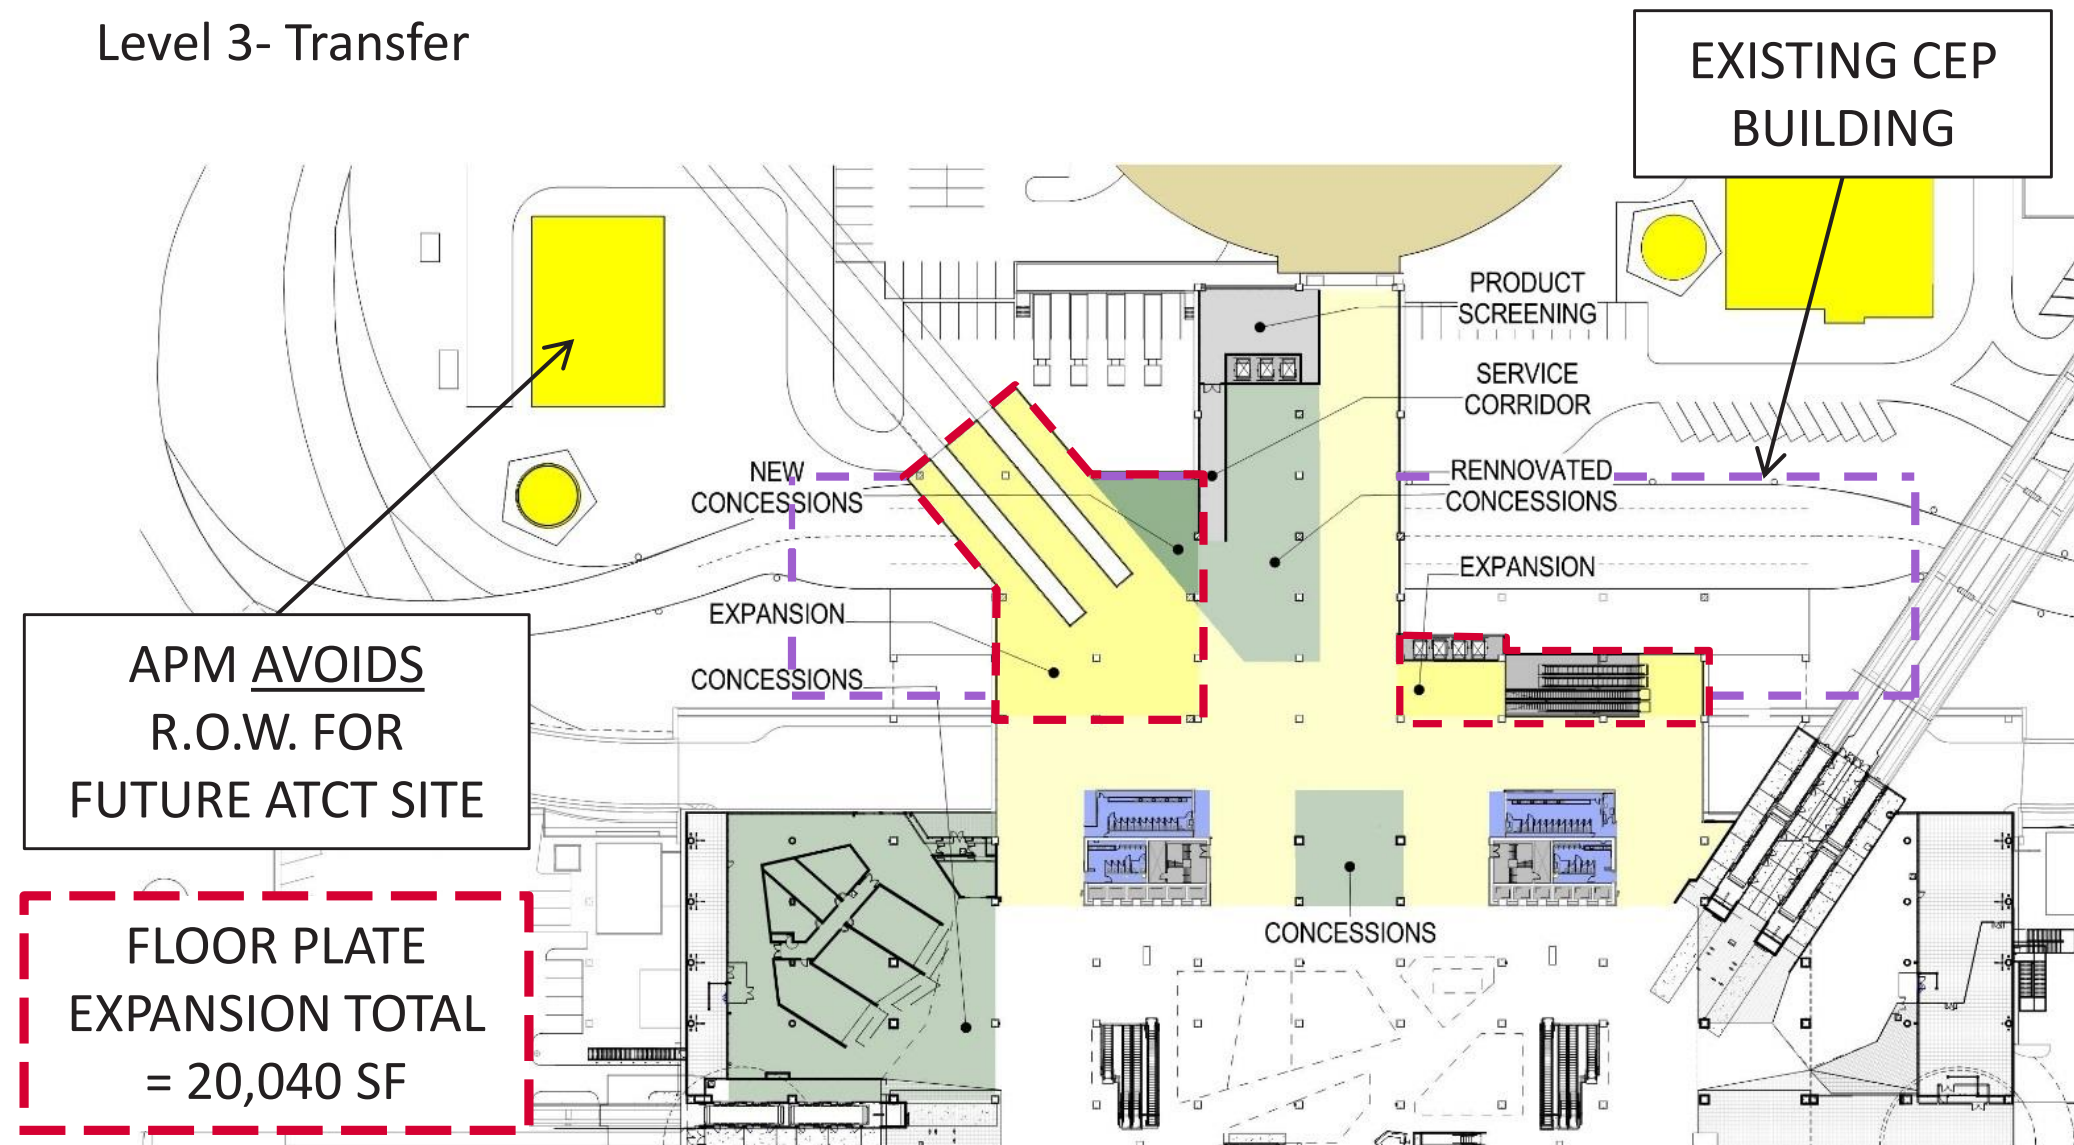 Level 3- Transfer
EXISTING CEP
BUILDING
PRODUCT
SCREENING
SERVICE
CORRIDOR
NEW
CONCESSIONS
RENNOVATED
CONCESSIONS
EXPANSION
EXPANSION
CONCESSIONS
APM AVOIDS
R.O.W. FOR
FUTURE ATCT SITE
CONCESSIONS
FLOOR PLATE
EXPANSION TOTAL
= 20,040 SF